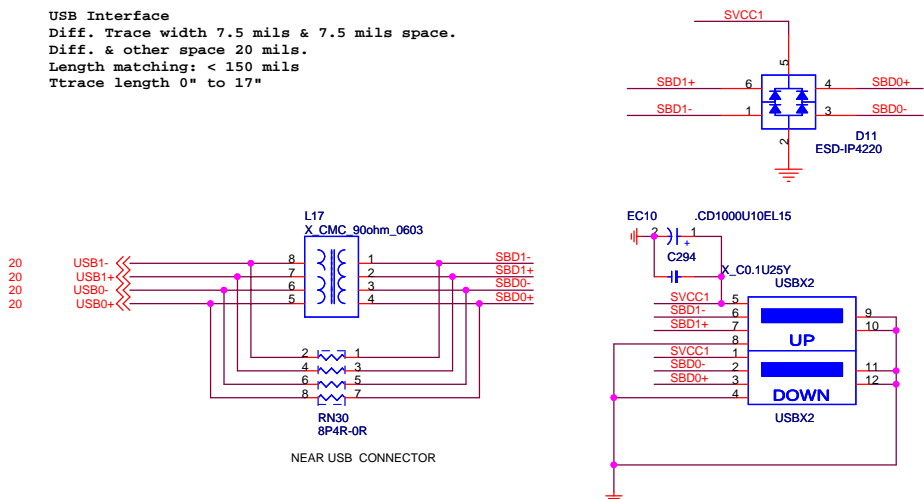 USB Interface
Diff. Trace width 7.5 mils & 7.5 mils space.
Diff. & other space 20 mils.
Length matching: < 150 mils
Ttrace length 0" to 17"
SVCC1
5
SBD1+ 6 4 SBD0+
SBD1- 1 3 SBD0-
2
D11
ESD-IP4220
L17
X_CMC_90ohm_0603
20 USB1- 8 1 SBD1-
20 USB1+ 7 2 SBD1+
20 USB0- 6 3 SBD0-
20 USB0+ 5 4 SBD0+
2 1
4 3
6 5
8 7
RN30
8P4R-0R
NEAR USB CONNECTOR
EC10 .CD1000U10EL15
2 1
+
C294
X_C0.1U25Y
USBX2
SVCC1 5
SBD1- 6 9
SBD1+ 7 10
8 UP
SVCC1 1
SBD0- 2 11
SBD0+ 3 12
4 DOWN
USBX2